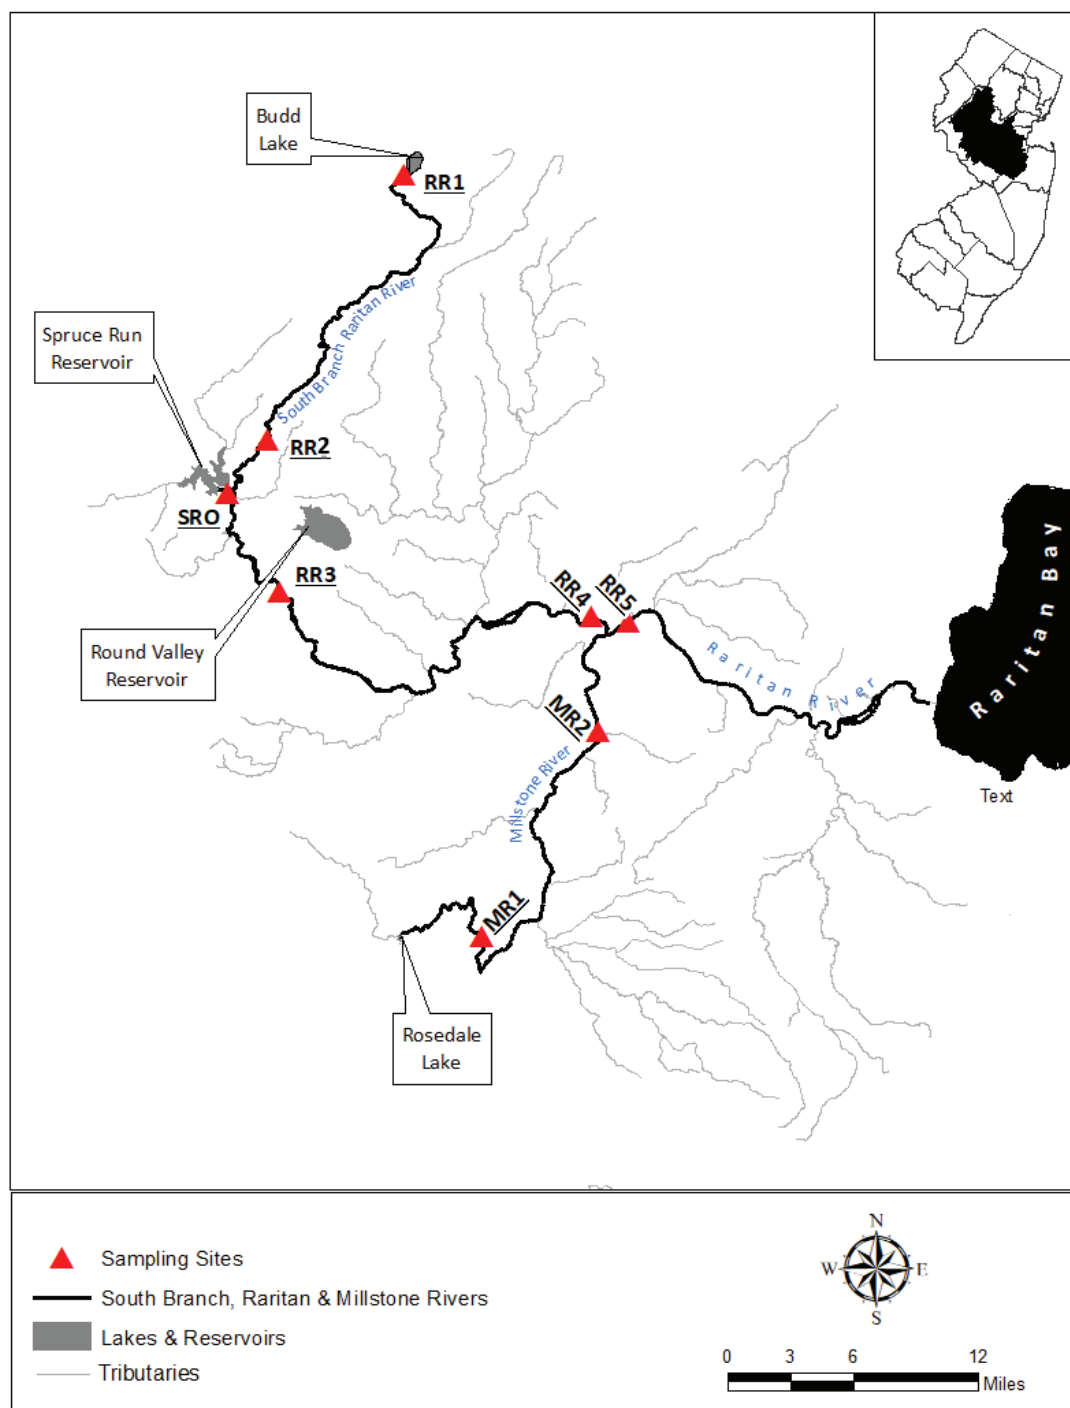 Budd
Lake
RR1
South Branch Raritan River
Spruce Run
Reservoir
RR2
SRO
RR3
RR4
RR5
Round Valley
Reservoir
Raritan River
Raritan Bay
MR2
Millstone River
Text
MR1
Rosedale
Lake
Sampling Sites
South Branch, Raritan & Millstone Rivers
Lakes & Reservoirs
Tributaries
N
W
E
S
0 3 6 12
Miles